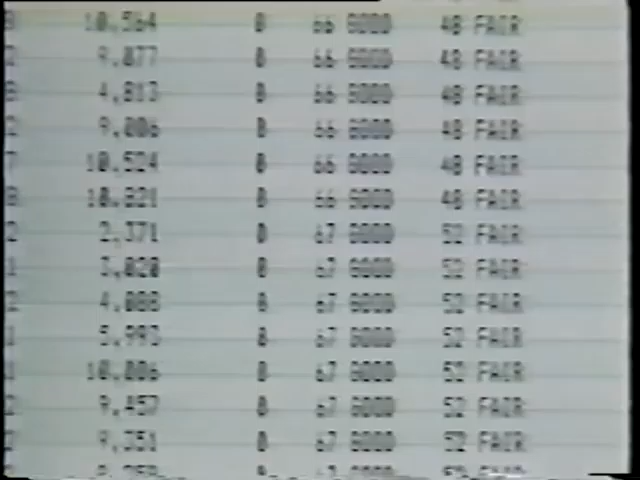 10,564 0 66 GOOD 48 FAIR
9,077 0 66 GOOD 48 FAIR
4,813 0 66 GOOD 48 FAIR
9,006 0 66 GOOD 48 FAIR
10,524 0 66 GOOD 48 FAIR
10,821 0 66 GOOD 48 FAIR
2,371 0 67 GOOD 52 FAIR
3,020 0 67 GOOD 52 FAIR
4,088 0 67 GOOD 52 FAIR
5,993 0 67 GOOD 52 FAIR
10,006 0 67 GOOD 52 FAIR
9,457 0 67 GOOD 52 FAIR
9,351 0 67 GOOD 52 FAIR